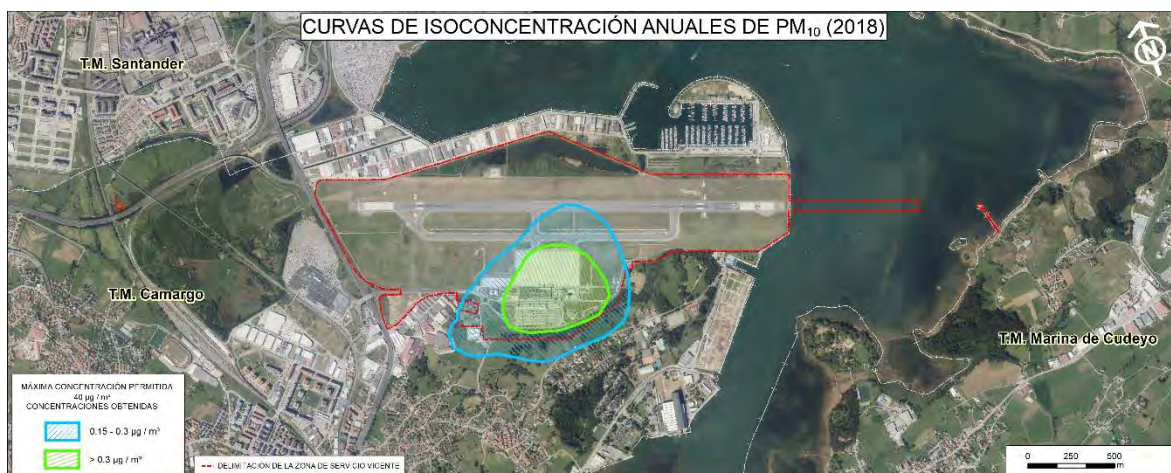 CURVAS DE ISOCONCENTRACIÓN ANUALES DE PM₁₀ (2018)
N
T.M. Santander
T.M. Camargo
T.M. Marina de Cudeyo
MÁXIMA CONCENTRACIÓN PERMITIDA
40 µg / m³
CONCENTRACIONES OBTENIDAS
0.15 - 0.3 µg / m³
> 0.3 µg / m³
DELIMITACIÓN DE LA ZONA DE SERVICIO VICENTE
0 250 500
m